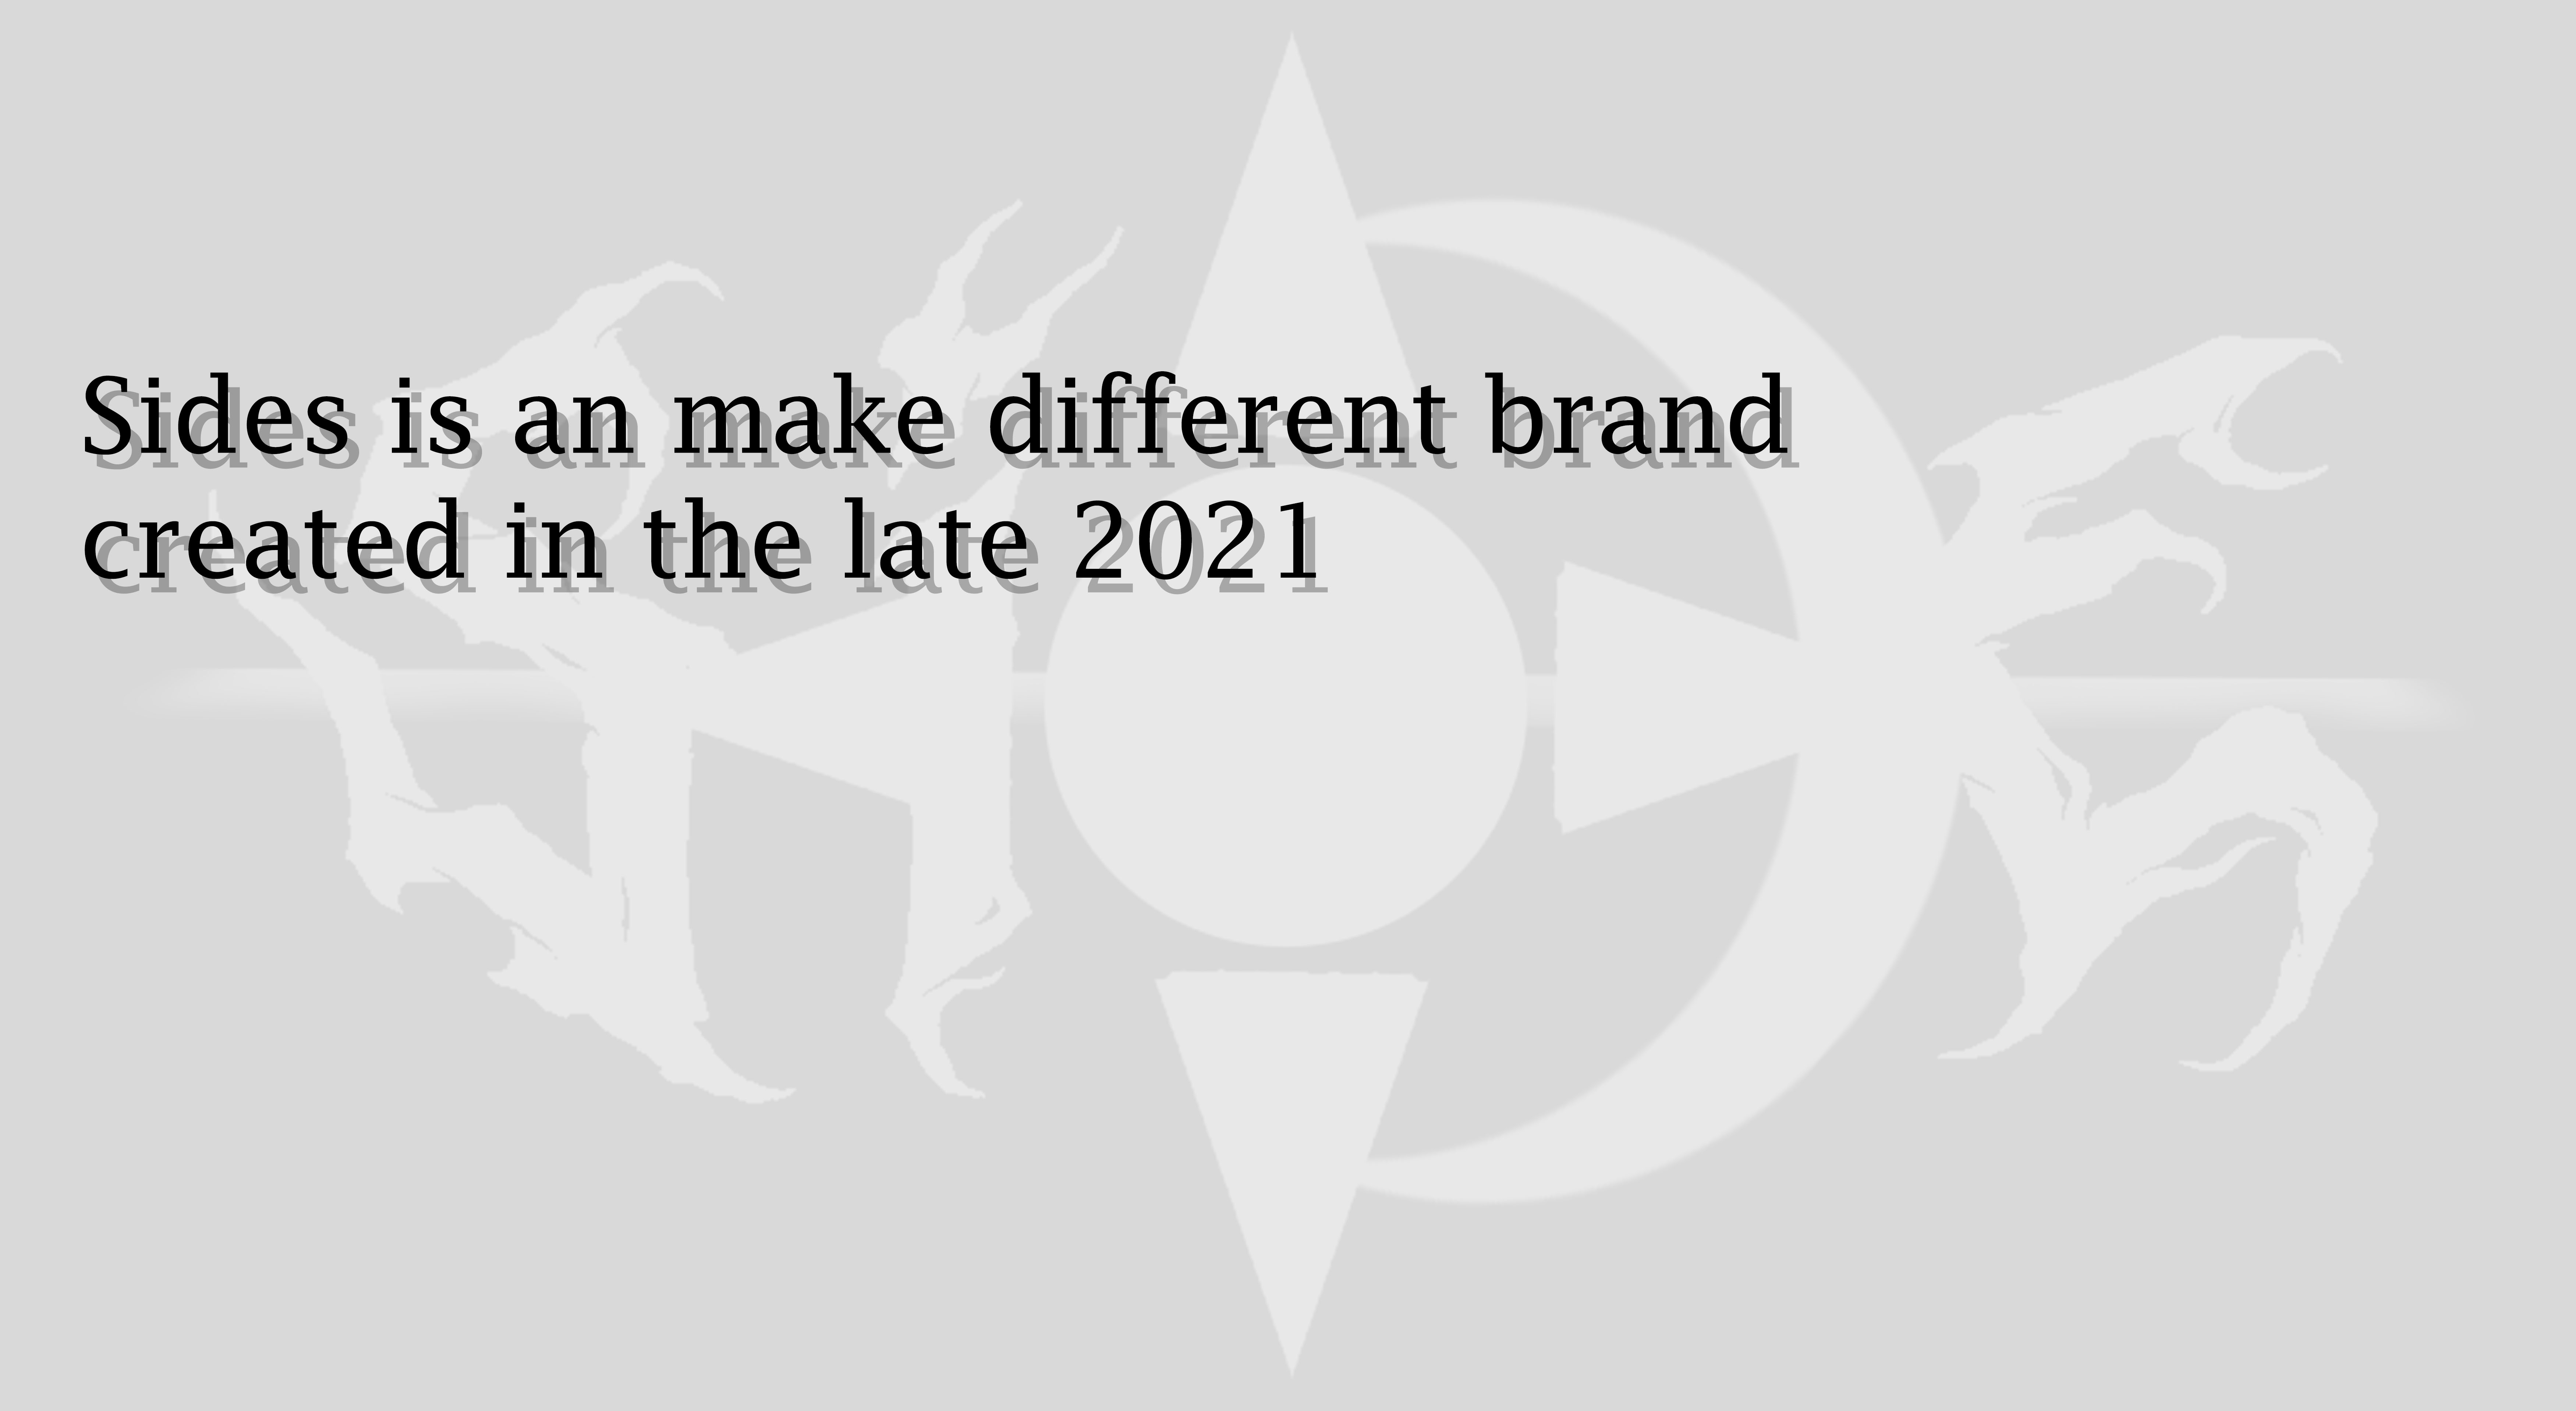 Sides is an make different brand
created in the late 2021